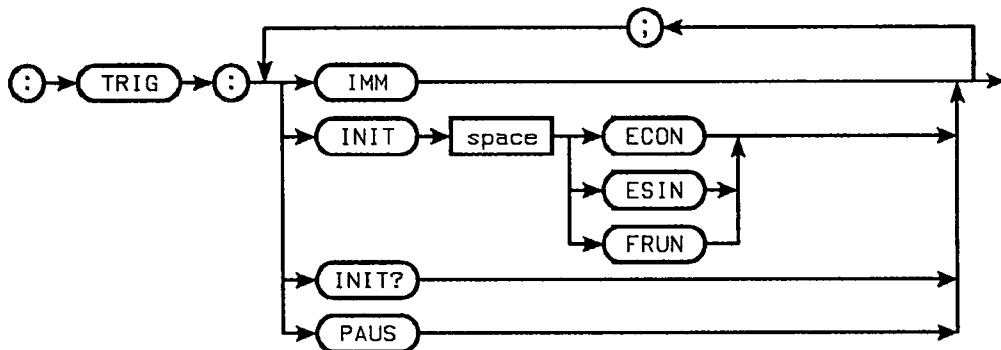 ;
: TRIG : IMM
INIT space ECON
ESIN
FRUN
INIT?
PAUS